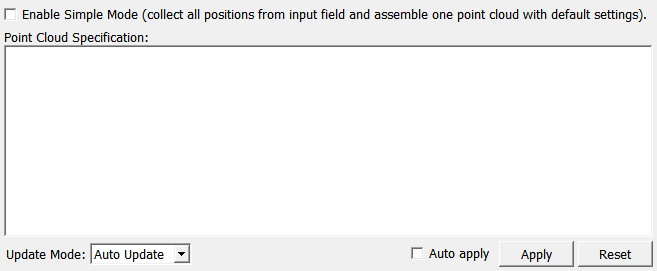 Enable Simple Mode (collect all positions from input field and assemble one point cloud with default settings).
Point Cloud Specification:
Update Mode: Auto Update Auto apply Apply Reset